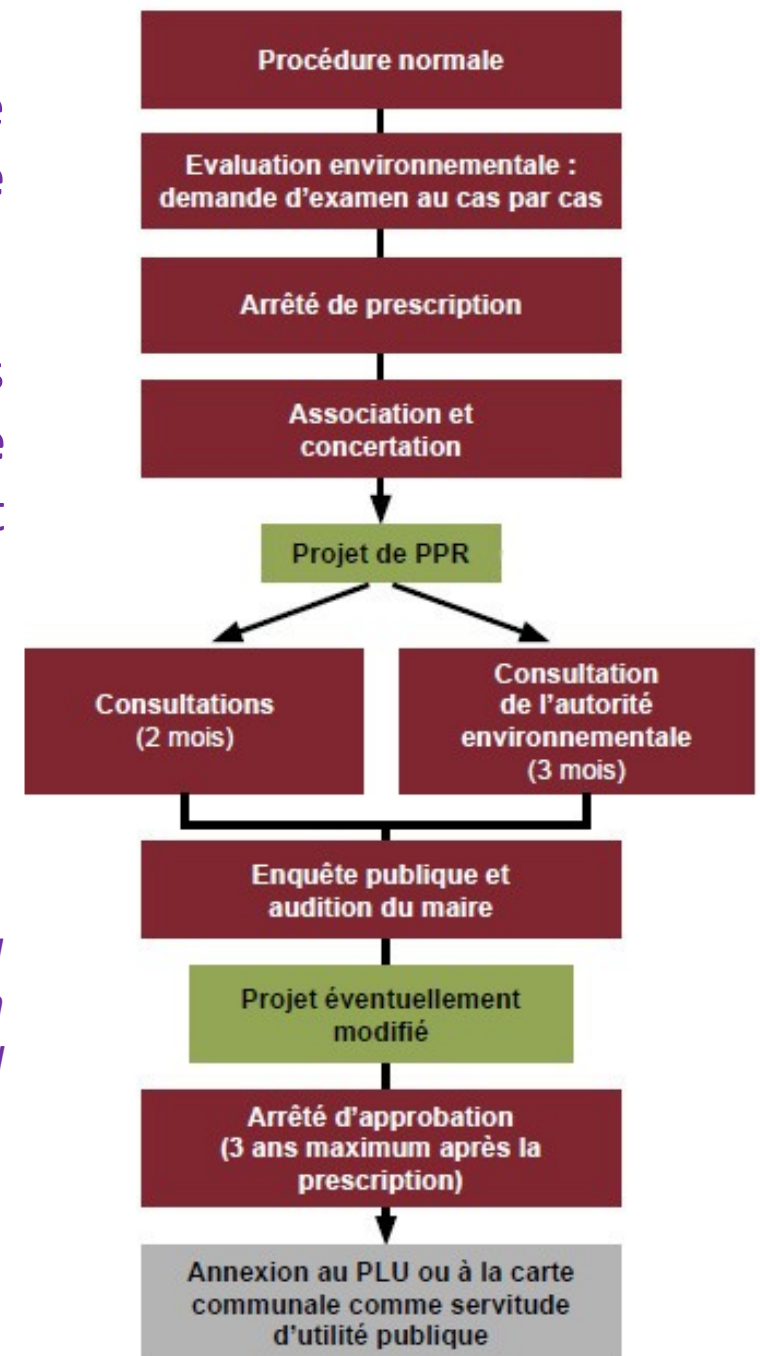 Procédure normale
Evaluation environnementale :
demande d'examen au cas par cas
Arrêté de prescription
Association et
concertation
Projet de PPR
Consultations
(2 mois)
Consultation
de l'autorité
environnementale
(3 mois)
Enquête publique et
audition du maire
Projet éventuellement
modifié
Arrêté d'approbation
(3 ans maximum après la
prescription)
Annexion au PLU ou à la carte
communale comme servitude
d'utilité publique